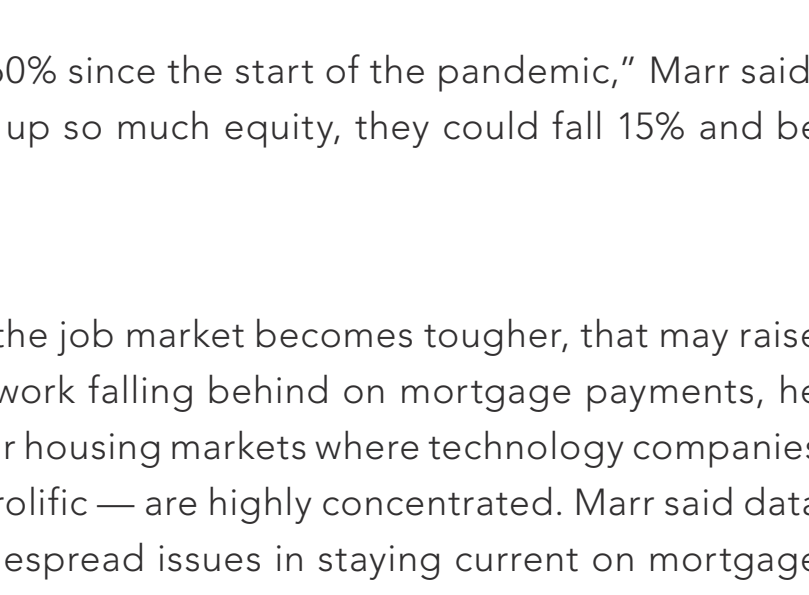 0% since the start of the pandemic,” Marr said
up so much equity, they could fall 15% and be
the job market becomes tougher, that may raise
work falling behind on mortgage payments, he
r housing markets where technology companies
rolific — are highly concentrated. Marr said data
espread issues in staying current on mortgage